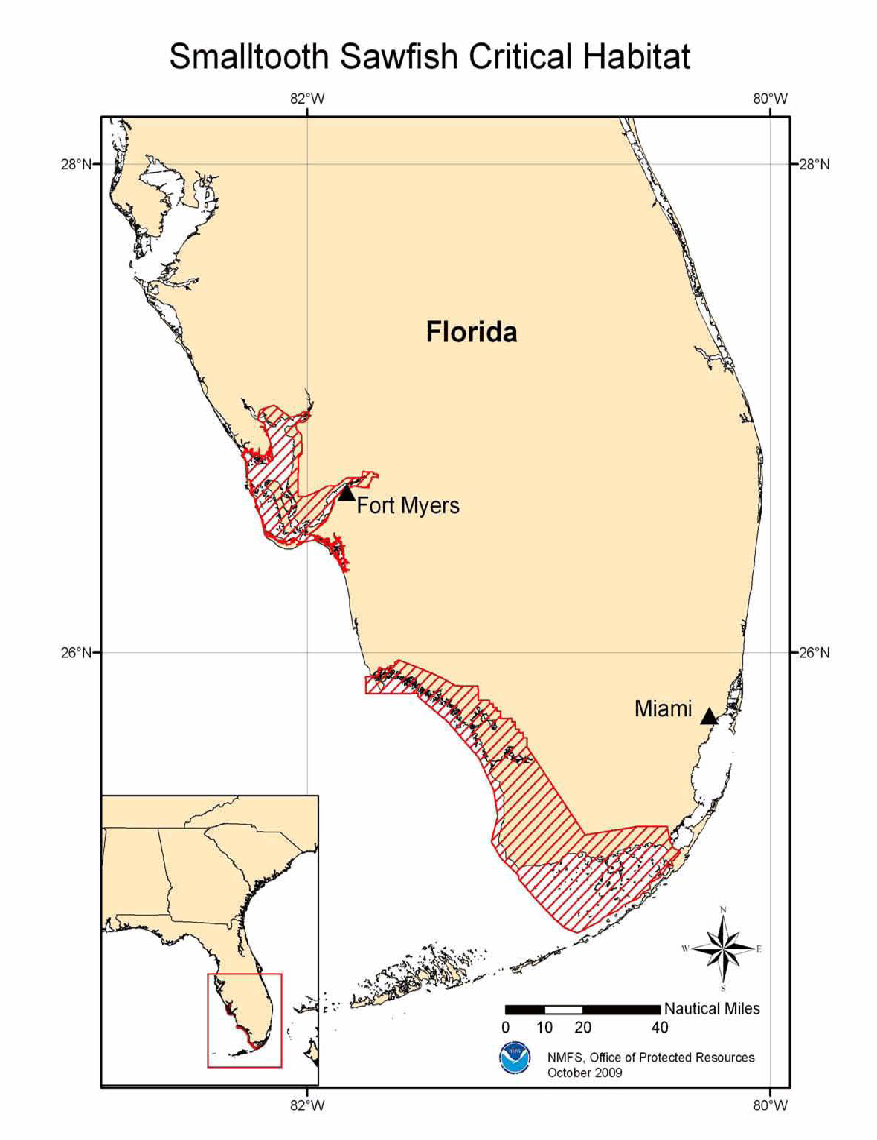 Smalltooth Sawfish Critical Habitat
82°W 80°W
28°N 28°N
Florida
Fort Myers
26°N 26°N
Miami
N
W E
S
Nautical Miles
0 10 20 40
NMFS, Office of Protected Resources
October 2009
82°W 80°W